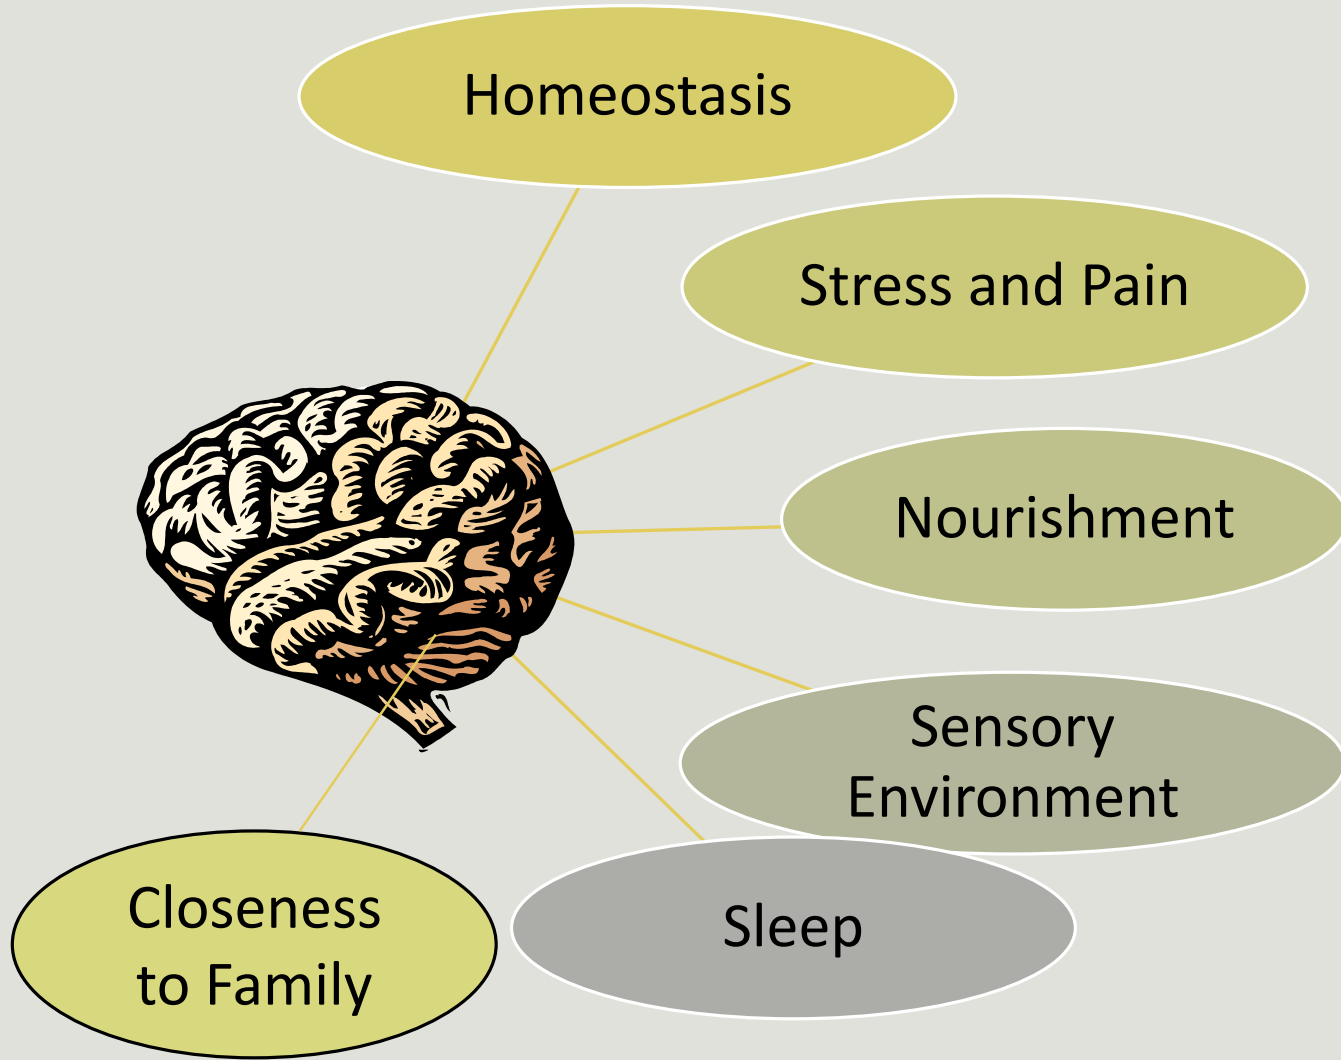 Homeostasis
Stress and Pain
Nourishment
Sensory
Environment
Sleep
Closeness
to Family